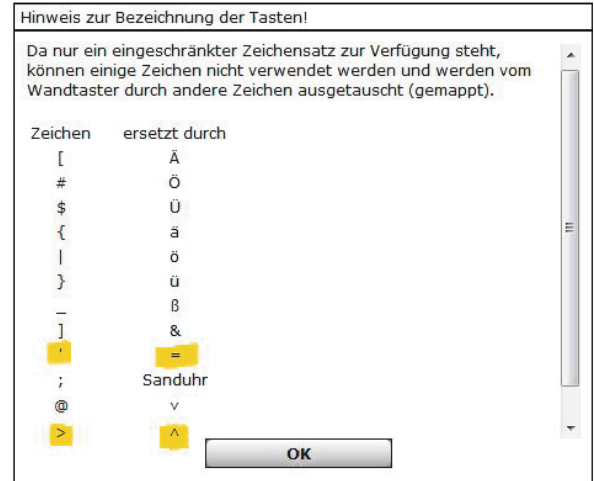 Hinweis zur Bezeichnung der Tasten!
Da nur ein eingeschränkter Zeichensatz zur Verfügung steht,
können einige Zeichen nicht verwendet werden und werden vom
Wandtaster durch andere Zeichen ausgetauscht (gemappt).
Zeichen ersetzt durch
[ Ä
# Ö
$ Ü
{ ä
| ö
} ü
_ ß
] &
' =
; Sanduhr
@ v
> ^
OK